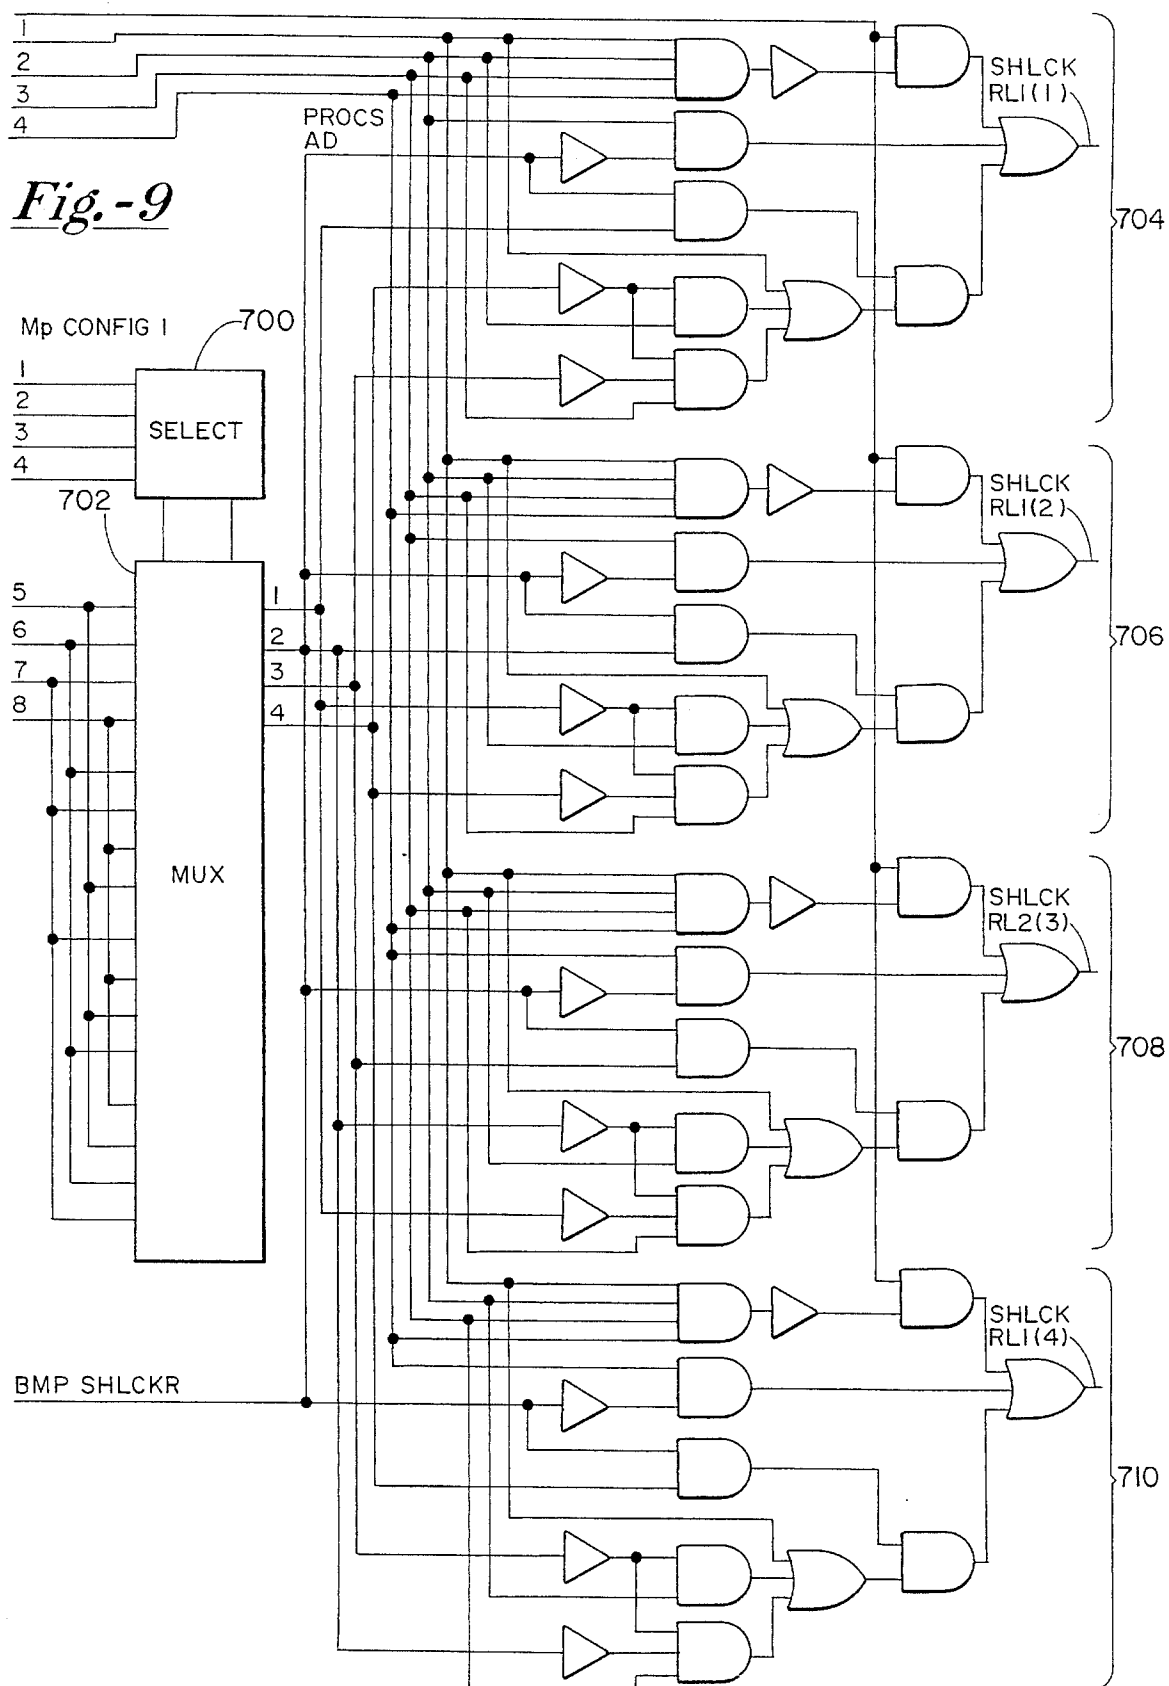 1
2
3
4
PROCS
AD
SHLCK
RL1(1)
704
Fig.-9
Mp CONFIG 1
700
1
2
3
4
SELECT
702
SHLCK
RL1(2)
706
5
6
7
8
1
2
3
4
MUX
SHLCK
RL2(3)
708
SHLCK
RL1(4)
BMP SHLCKR
710